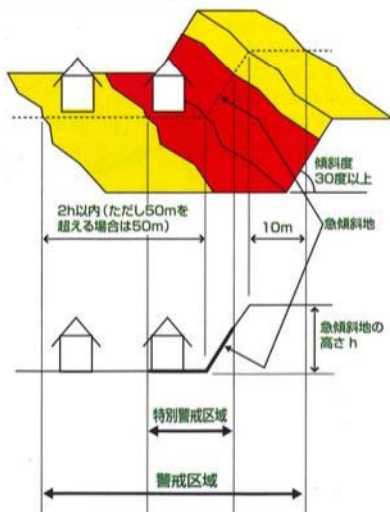 傾斜度
30度以上
2h以内（ただし50mを
超える場合は50m）
10m
急傾斜地
急傾斜地の
高さ h
特別警戒区域
警戒区域